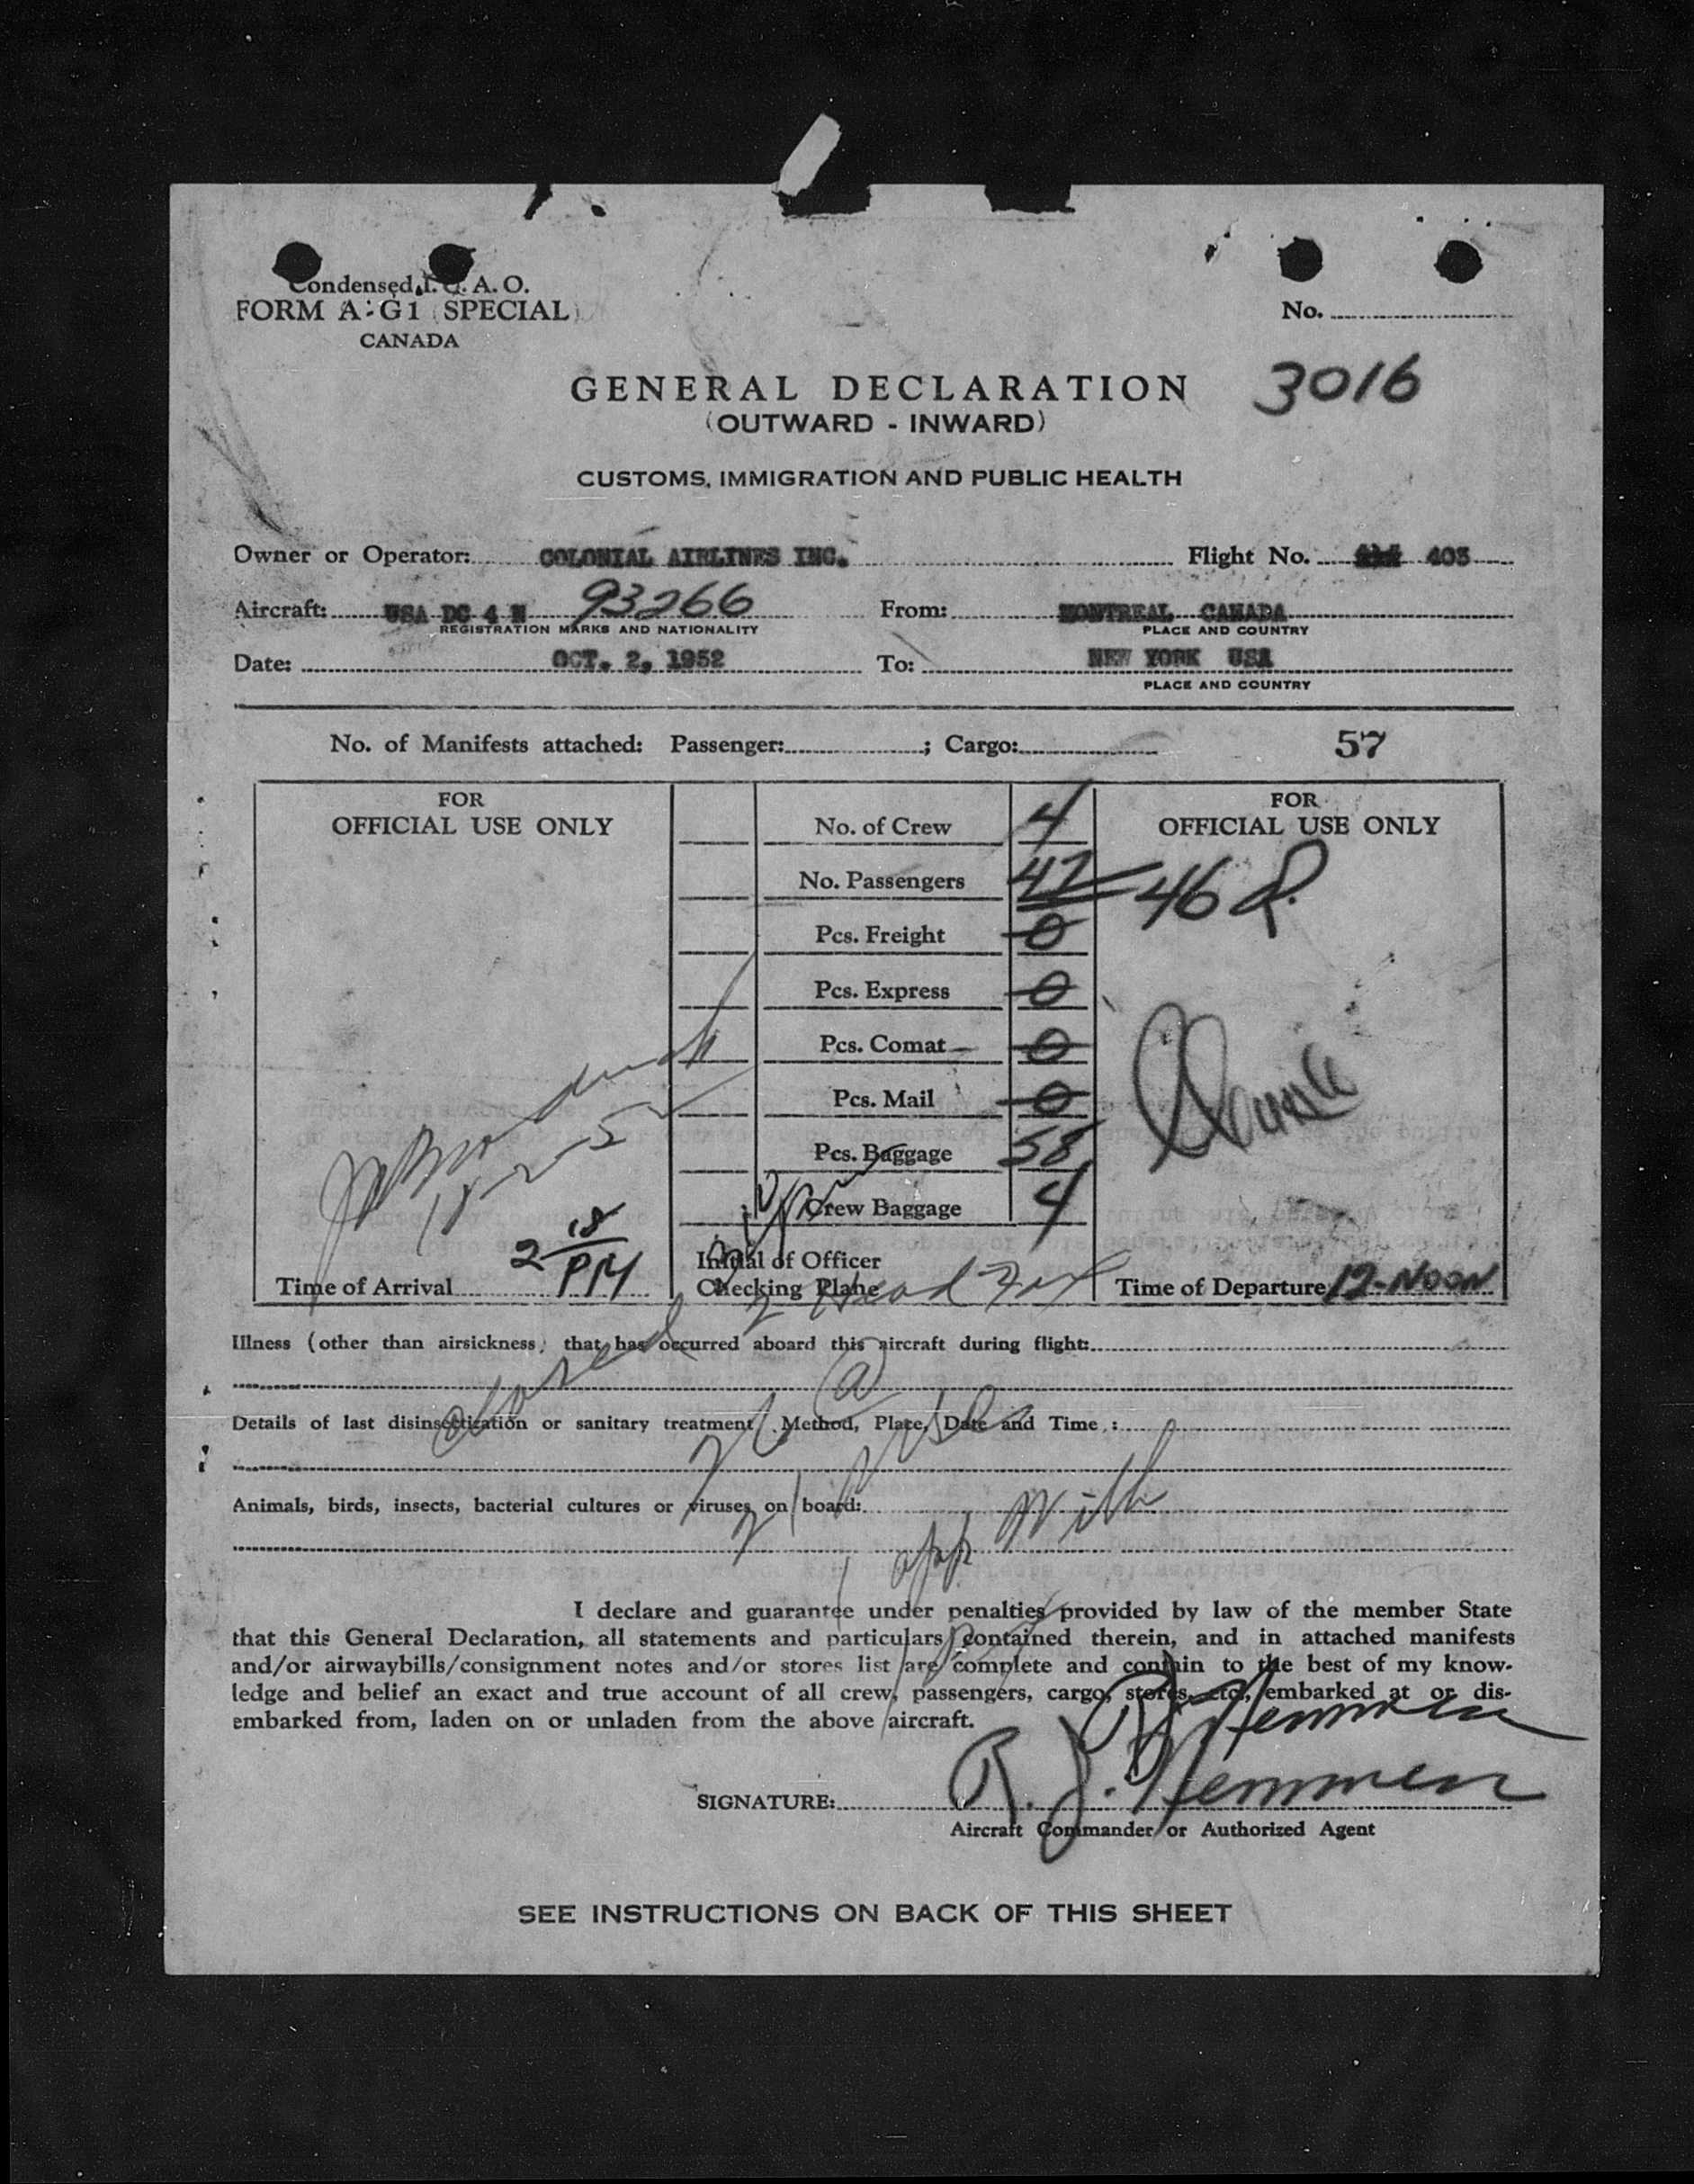 Condensed I. C. A. O.
FORM A-G1 (SPECIAL)
CANADA
No.
3016
GENERAL DECLARATION
(OUTWARD - INWARD)
CUSTOMS, IMMIGRATION AND PUBLIC HEALTH
Owner or Operator: COLONIAL AIRLINES INC. Flight No. 403
Aircraft: USA DC 4 N 93266 From: MONTREAL CANADA
REGISTRATION MARKS AND NATIONALITY PLACE AND COUNTRY
Date: OCT. 2, 1952 To: NEW YORK USA
PLACE AND COUNTRY
No. of Manifests attached: Passenger: ; Cargo: 57
FOR OFFICIAL USE ONLY
No. of Crew 4
No. Passengers 47
Pcs. Freight 0
Pcs. Express 0
Pcs. Comat 0
Pcs. Mail 0
Pcs. Baggage 58
Crew Baggage 4
Initial of Officer
Checking Plane
FOR OFFICIAL USE ONLY
46
Time of Arrival 2 18 PM
Time of Departure 12-NOON
2 Head Tax
Illness (other than airsickness) that has occurred aboard this aircraft during flight:
Details of last disinsectication or sanitary treatment (Method, Place, Date and Time):
Animals, birds, insects, bacterial cultures or viruses on board:
with
I declare and guarantee under penalties provided by law of the member State
that this General Declaration, all statements and particulars contained therein, and in attached manifests
and/or airwaybills/consignment notes and/or stores list are complete and contain to the best of my know-
ledge and belief an exact and true account of all crew, passengers, cargo, stores, etc., embarked at or dis-
embarked from, laden on or unladen from the above aircraft.
SIGNATURE: R. J. Hemmen
Aircraft Commander or Authorized Agent
SEE INSTRUCTIONS ON BACK OF THIS SHEET